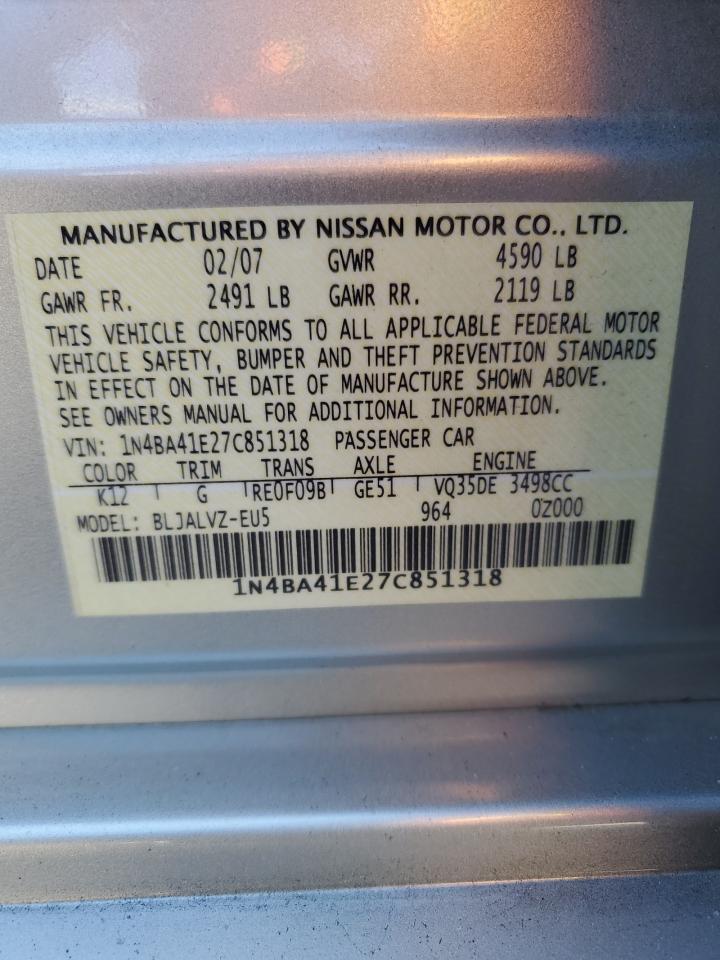 MANUFACTURED BY NISSAN MOTOR CO., LTD.
DATE 02/07 GVWR 4590 LB
GAWR FR. 2491 LB GAWR RR. 2119 LB
THIS VEHICLE CONFORMS TO ALL APPLICABLE FEDERAL MOTOR
VEHICLE SAFETY, BUMPER AND THEFT PREVENTION STANDARDS
IN EFFECT ON THE DATE OF MANUFACTURE SHOWN ABOVE.
SEE OWNERS MANUAL FOR ADDITIONAL INFORMATION.
VIN: 1N4BA41E27C851318 PASSENGER CAR
COLOR TRIM TRANS AXLE ENGINE
K12 G RE0F09B GE51 VQ35DE 3498CC
MODEL: BLJALVZ-EU5 964 0Z000
1N4BA41E27C851318